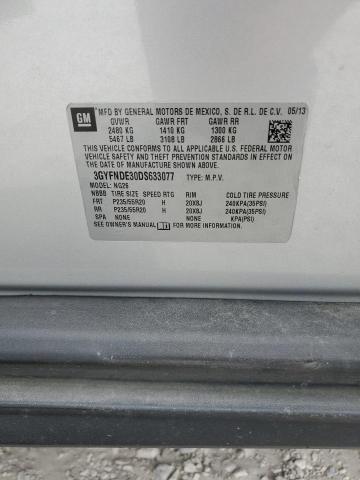 GM
MFD BY GENERAL MOTORS DE MEXICO, S. DE R.L. DE C.V. 05/13
GVWR GAWR FRT GAWR RR
2480 KG 1410 KG 1300 KG
5467 LB 3108 LB 2866 LB
THIS VEHICLE CONFORMS TO ALL APPLICABLE U.S. FEDERAL MOTOR
VEHICLE SAFETY, BUMPER, AND THEFT PREVENTION STANDARDS IN
EFFECT ON THE DATE OF MANUFACTURE SHOWN ABOVE.
3GYFNDE30DS633077 TYPE: M.P.V.
MODEL: NG26
NBBB TIRE SIZE SPEED RTG RIM COLD TIRE PRESSURE
FRT P235/55R20 H 20X8J 240KPA(35PSI)
RR P235/55R20 H 20X8J 240KPA(35PSI)
SPA NONE NONE KPA(PSI)
SEE OWNER'S MANUAL FOR ADDITIONAL INFORMATION.